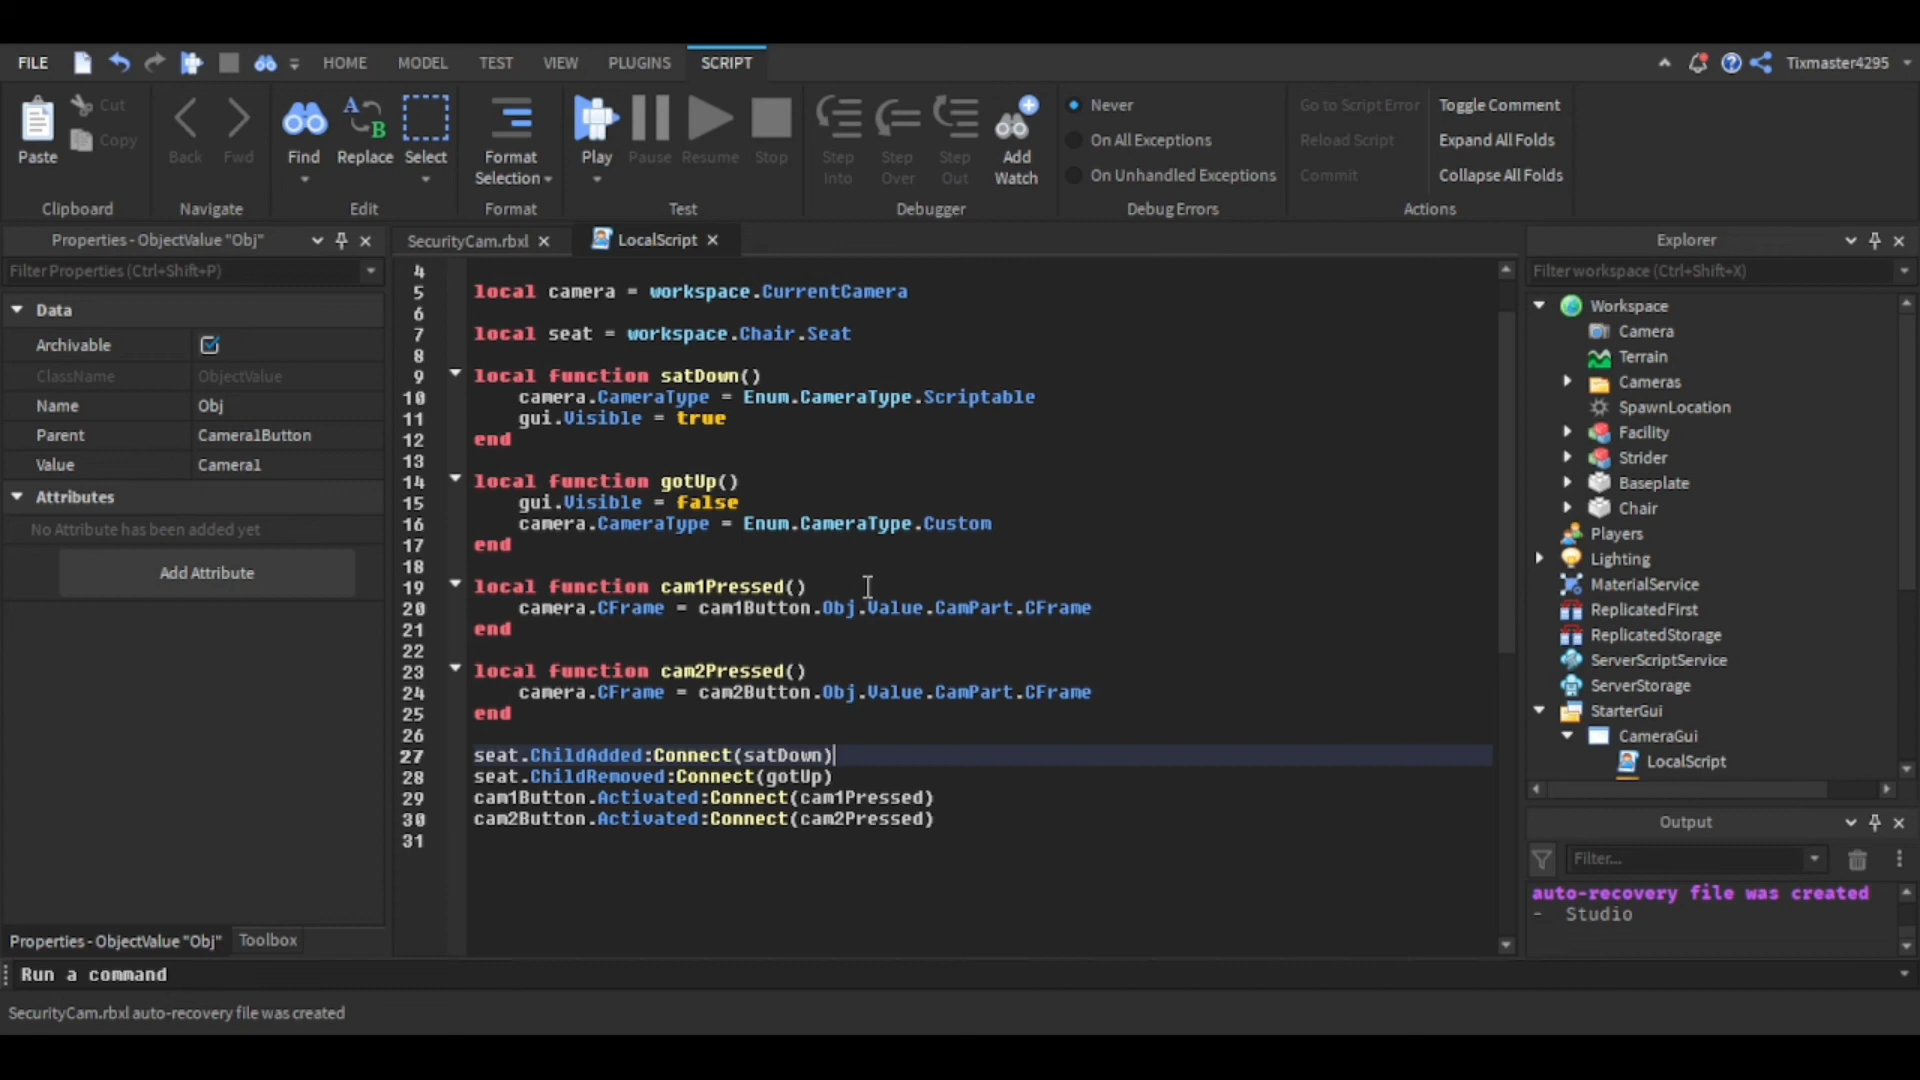 FILE HOME MODEL TEST VIEW PLUGINS SCRIPT Tixmaster4295
Paste Cut Copy Back Fwd Find Replace Select Format Selection Play Pause Resume Stop Step Into Step Over Step Out Add Watch
Never
On All Exceptions
On Unhandled Exceptions
Go to Script Error
Reload Script
Commit
Toggle Comment
Expand All Folds
Collapse All Folds
Clipboard Navigate Edit Format Test Debugger Debug Errors Actions
Properties - ObjectValue "Obj"
Filter Properties (Ctrl+Shift+P)
Data
Archivable
ClassName ObjectValue
Name Obj
Parent Camera1Button
Value Camera1
Attributes
No Attribute has been added yet
Add Attribute
Properties - ObjectValue "Obj" Toolbox
SecurityCam.rbxl LocalScript
4
5 local camera = workspace.CurrentCamera
6
7 local seat = workspace.Chair.Seat
8
9 local function satDown()
10 camera.CameraType = Enum.CameraType.Scriptable
11 gui.Visible = true
12 end
13
14 local function gotUp()
15 gui.Visible = false
16 camera.CameraType = Enum.CameraType.Custom
17 end
18
19 local function cam1Pressed()
20 camera.CFrame = cam1Button.Obj.Value.CamPart.CFrame
21 end
22
23 local function cam2Pressed()
24 camera.CFrame = cam2Button.Obj.Value.CamPart.CFrame
25 end
26
27 seat.ChildAdded:Connect(satDown)
28 seat.ChildRemoved:Connect(gotUp)
29 cam1Button.Activated:Connect(cam1Pressed)
30 cam2Button.Activated:Connect(cam2Pressed)
31
Explorer
Filter workspace (Ctrl+Shift+X)
Workspace
Camera
Terrain
Cameras
SpawnLocation
Facility
Strider
Baseplate
Chair
Players
Lighting
MaterialService
ReplicatedFirst
ReplicatedStorage
ServerScriptService
ServerStorage
StarterGui
CameraGui
LocalScript
Output
Filter...
auto-recovery file was created
- Studio
Run a command
SecurityCam.rbxl auto-recovery file was created